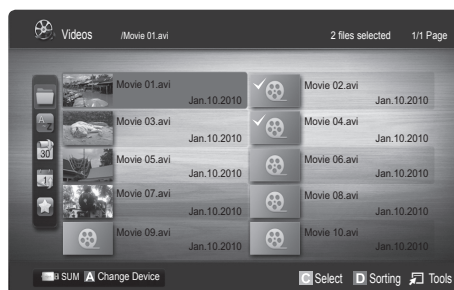 Videos /Movie 01.avi 2 files selected 1/1 Page
Movie 01.avi
Jan.10.2010
Movie 02.avi
Jan.10.2010
Movie 03.avi
Jan.10.2010
Movie 04.avi
Jan.10.2010
Movie 05.avi
Jan.10.2010
Movie 06.avi
Jan.10.2010
Movie 07.avi
Jan.10.2010
Movie 08.avi
Jan.10.2010
Movie 09.avi
Jan.10.2010
Movie 10.avi
Jan.10.2010
30
SUM A Change Device C Select D Sorting Tools